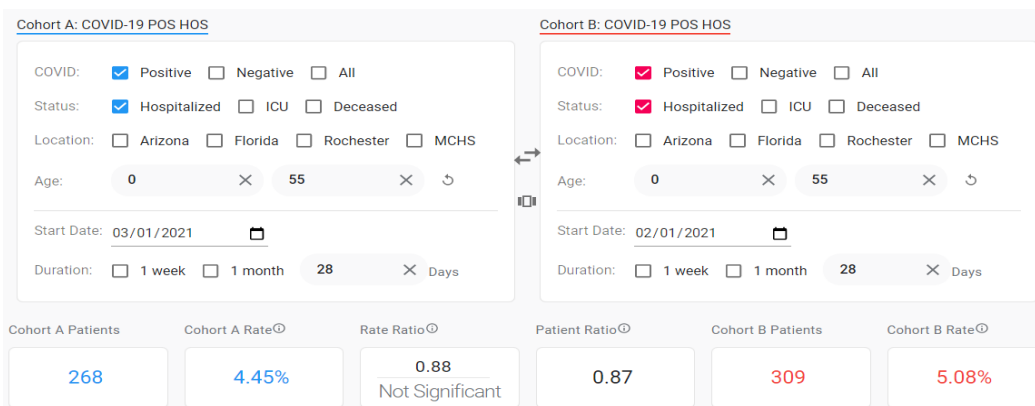 Cohort A: COVID-19 POS HOS
COVID: Positive Negative All
Status: Hospitalized ICU Deceased
Location: Arizona Florida Rochester MCHS
Age: 0 55
Start Date: 03/01/2021
Duration: 1 week 1 month 28 Days
Cohort B: COVID-19 POS HOS
COVID: Positive Negative All
Status: Hospitalized ICU Deceased
Location: Arizona Florida Rochester MCHS
Age: 0 55
Start Date: 02/01/2021
Duration: 1 week 1 month 28 Days
Cohort A Patients
268
Cohort A Rate
4.45%
Rate Ratio
0.88
Not Significant
Patient Ratio
0.87
Cohort B Patients
309
Cohort B Rate
5.08%